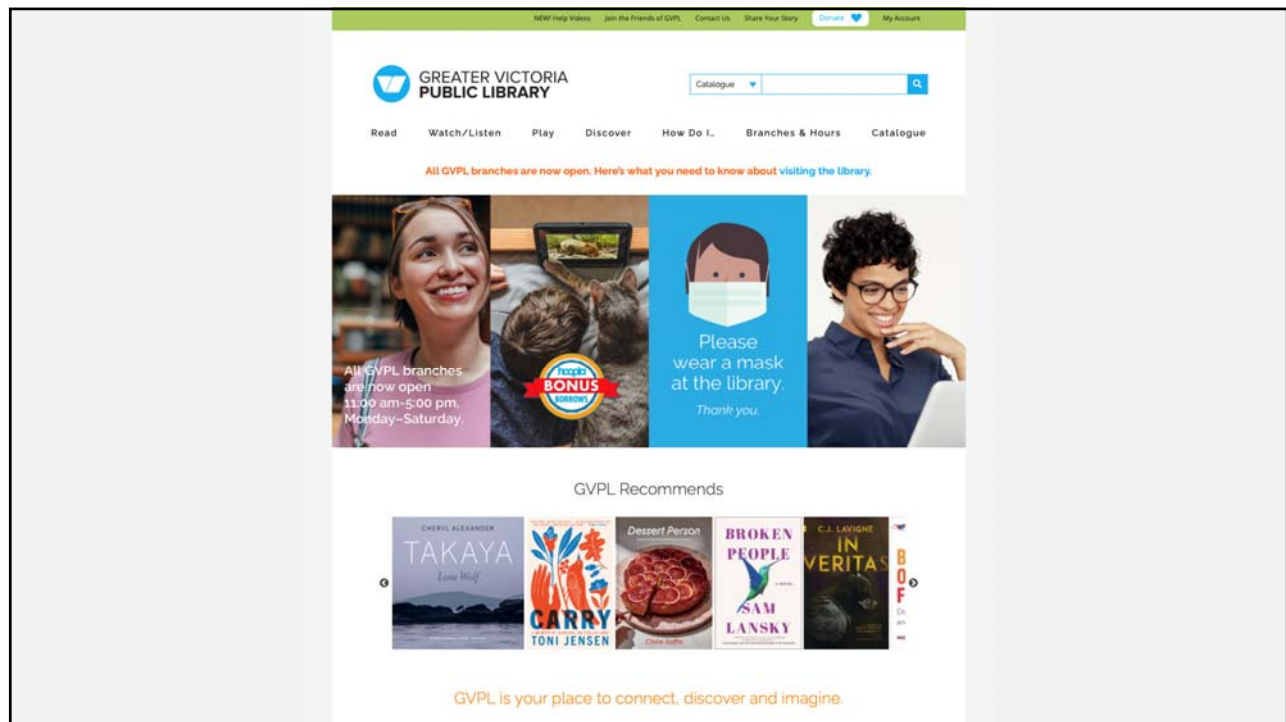 NEW! Help Videos Join the Friends of GVPL Contact Us Share Your Story Donate My Account
GREATER VICTORIA
PUBLIC LIBRARY
Catalogue
Read Watch/Listen Play Discover How Do I... Branches & Hours Catalogue
All GVPL branches are now open. Here's what you need to know about visiting the library.
All GVPL branches
are now open
11:00 am-5:00 pm,
Monday–Saturday.
hoopla
BONUS
BORROWS
Please
wear a mask
at the library.
Thank you.
GVPL Recommends
CHERYL ALEXANDER
TAKAYA
Lone Wolf
CARRY
TONI JENSEN
Dessert Person
Claire Saffitz
BROKEN
PEOPLE
A NOVEL
SAM
LANSKY
C.J. LAVIGNE
IN
VERITAS
B
O
F
GVPL is your place to connect, discover and imagine.